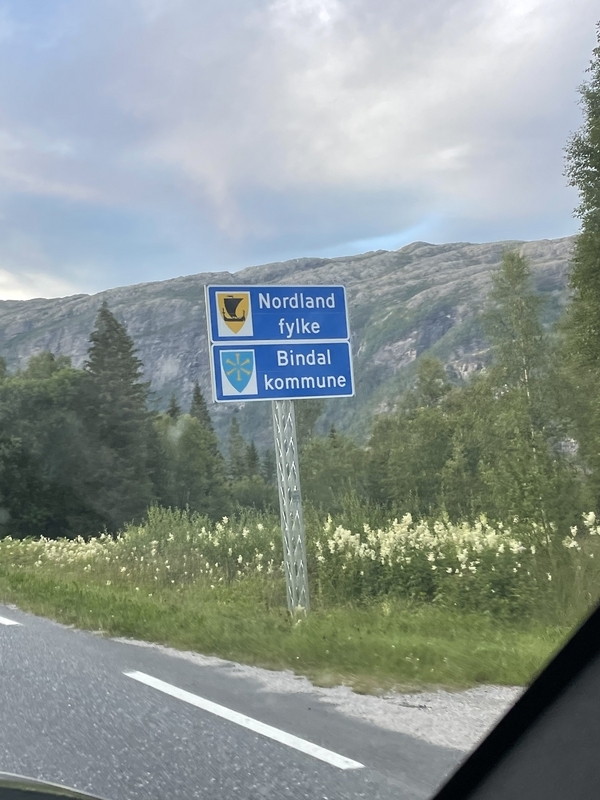 Nordland
fylke
Bindal
kommune